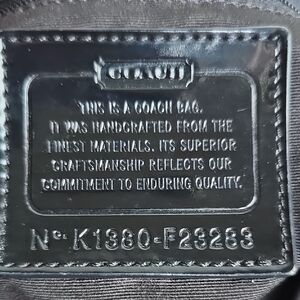 COACH
THIS IS A COACH BAG.
IT WAS HANDCRAFTED FROM THE
FINEST MATERIALS. ITS SUPERIOR
CRAFTSMANSHIP REFLECTS OUR
COMMITMENT TO ENDURING QUALITY.
Nº. K1380-F23283